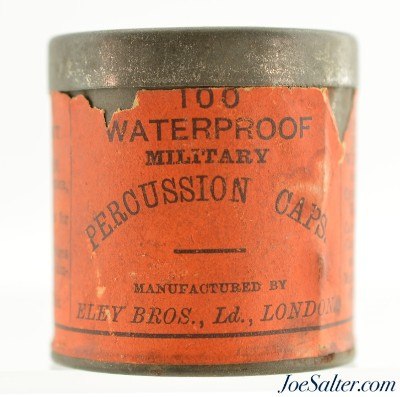 100
WATERPROOF
MILITARY
PERCUSSION CAPS.
MANUFACTURED BY
ELEY BROS., Ld., LONDON.
JoeSalter.com